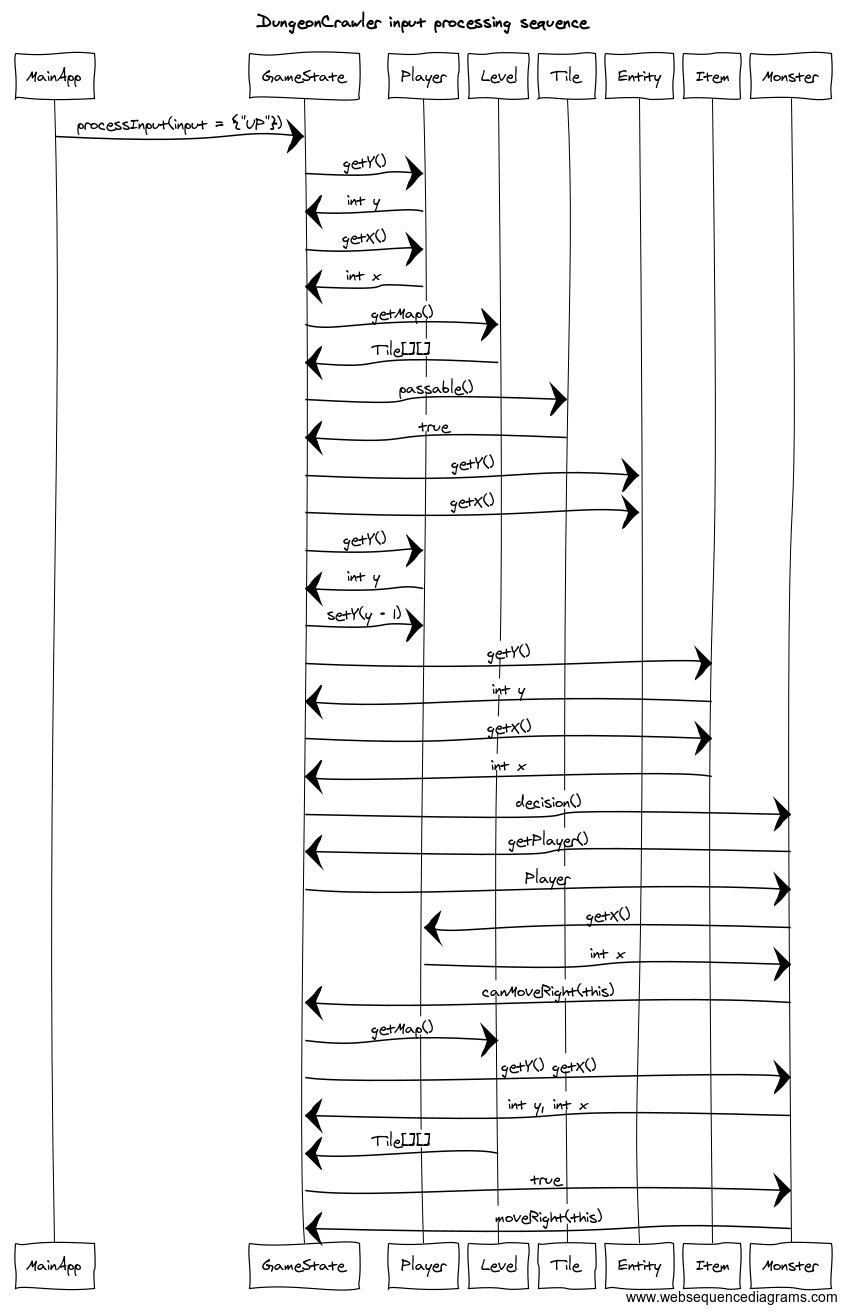 DungeonCrawler input processing sequence
MainApp GameState Player Level Tile Entity Item Monster
processInput(input = {"UP"})
getY()
int y
getX()
int x
getMap()
Tile[][]
passable()
true
getY()
getX()
getY()
int y
setY(y - 1)
getY()
int y
getX()
int x
decision()
getPlayer()
Player
getX()
int x
canMoveRight(this)
getMap()
getY() getX()
int y, int x
Tile[][]
true
moveRight(this)
MainApp GameState Player Level Tile Entity Item Monster
www.websequencediagrams.com